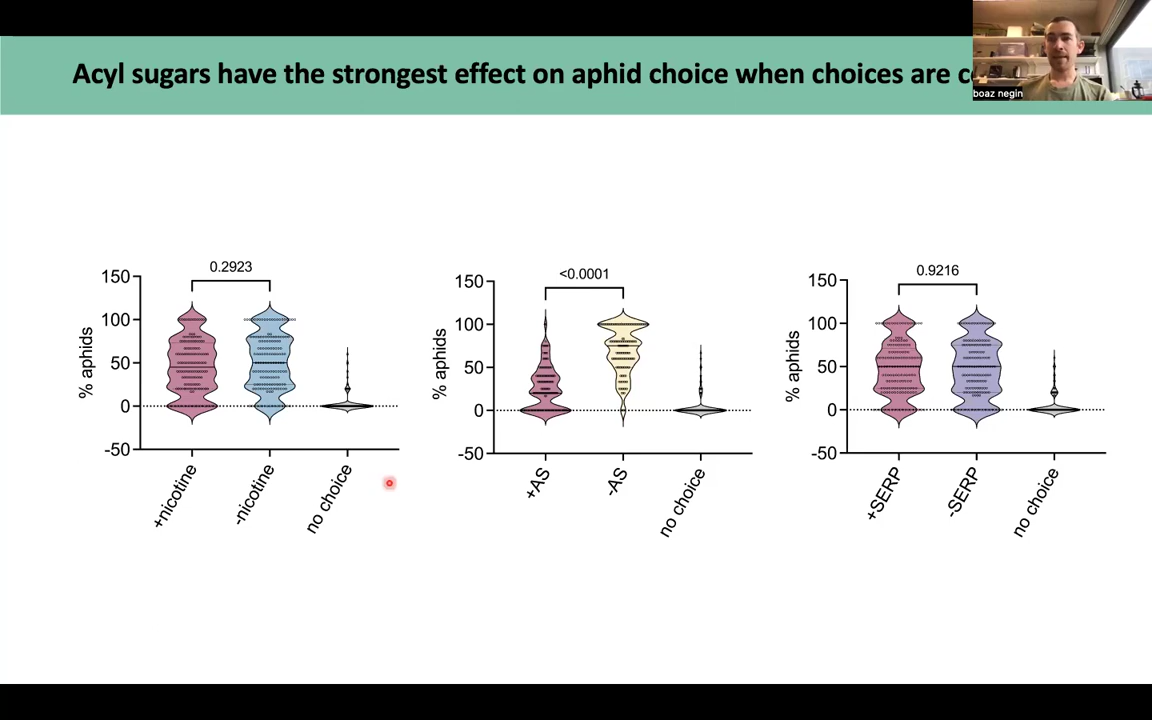 Acyl sugars have the strongest effect on aphid choice when choices are
boaz negin
0.2923
150
100
50
0
-50
% aphids
+nicotine
-nicotine
no choice
<0.0001
150
100
50
0
-50
% aphids
+AS
-AS
no choice
0.9216
150
100
50
0
-50
% aphids
+SERP
-SERP
no choice